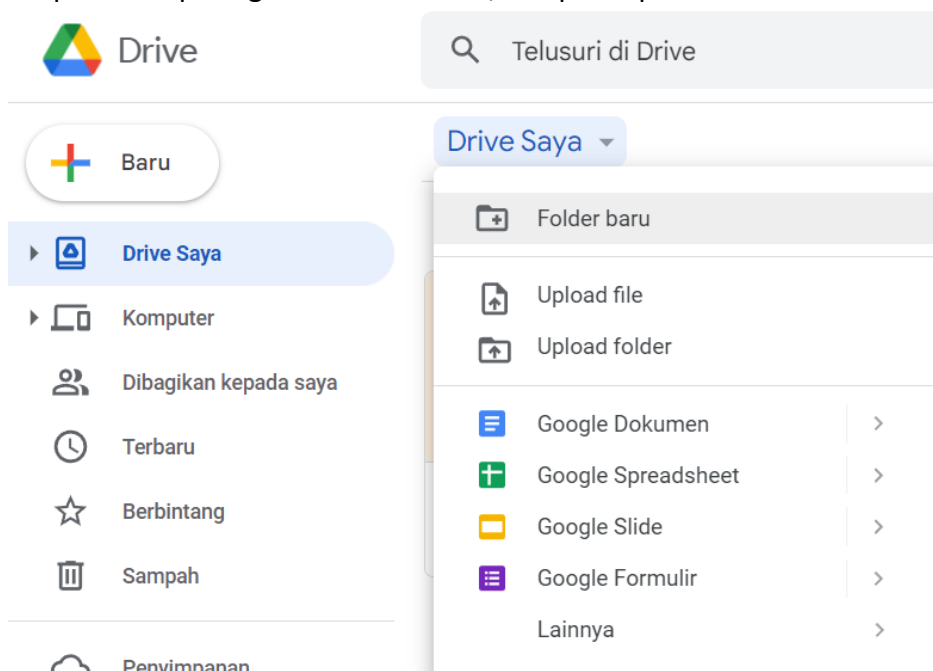 Drive
Telusuri di Drive
Baru
Drive Saya
Drive Saya
Komputer
Dibagikan kepada saya
Terbaru
Berbintang
Sampah
Penyimpanan
Folder baru
Upload file
Upload folder
Google Dokumen
Google Spreadsheet
Google Slide
Google Formulir
Lainnya